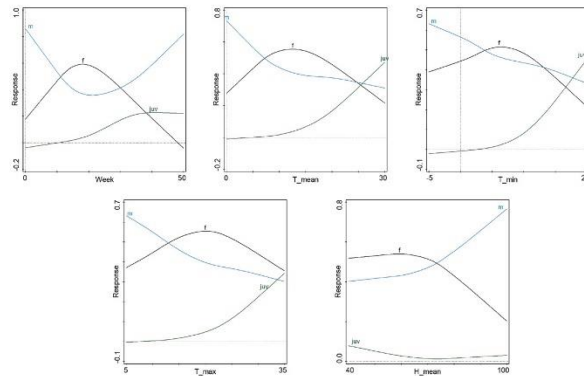 1.0
Response
-0.2
m
f
juv
0
Week
50
0.8
Response
-0.2
m
f
juv
0
T_mean
30
0.7
Response
-0.1
m
f
juv
-5
T_min
2
0.7
Response
-0.1
m
f
juv
5
T_max
35
0.8
Response
0.0
m
f
juv
40
H_mean
100